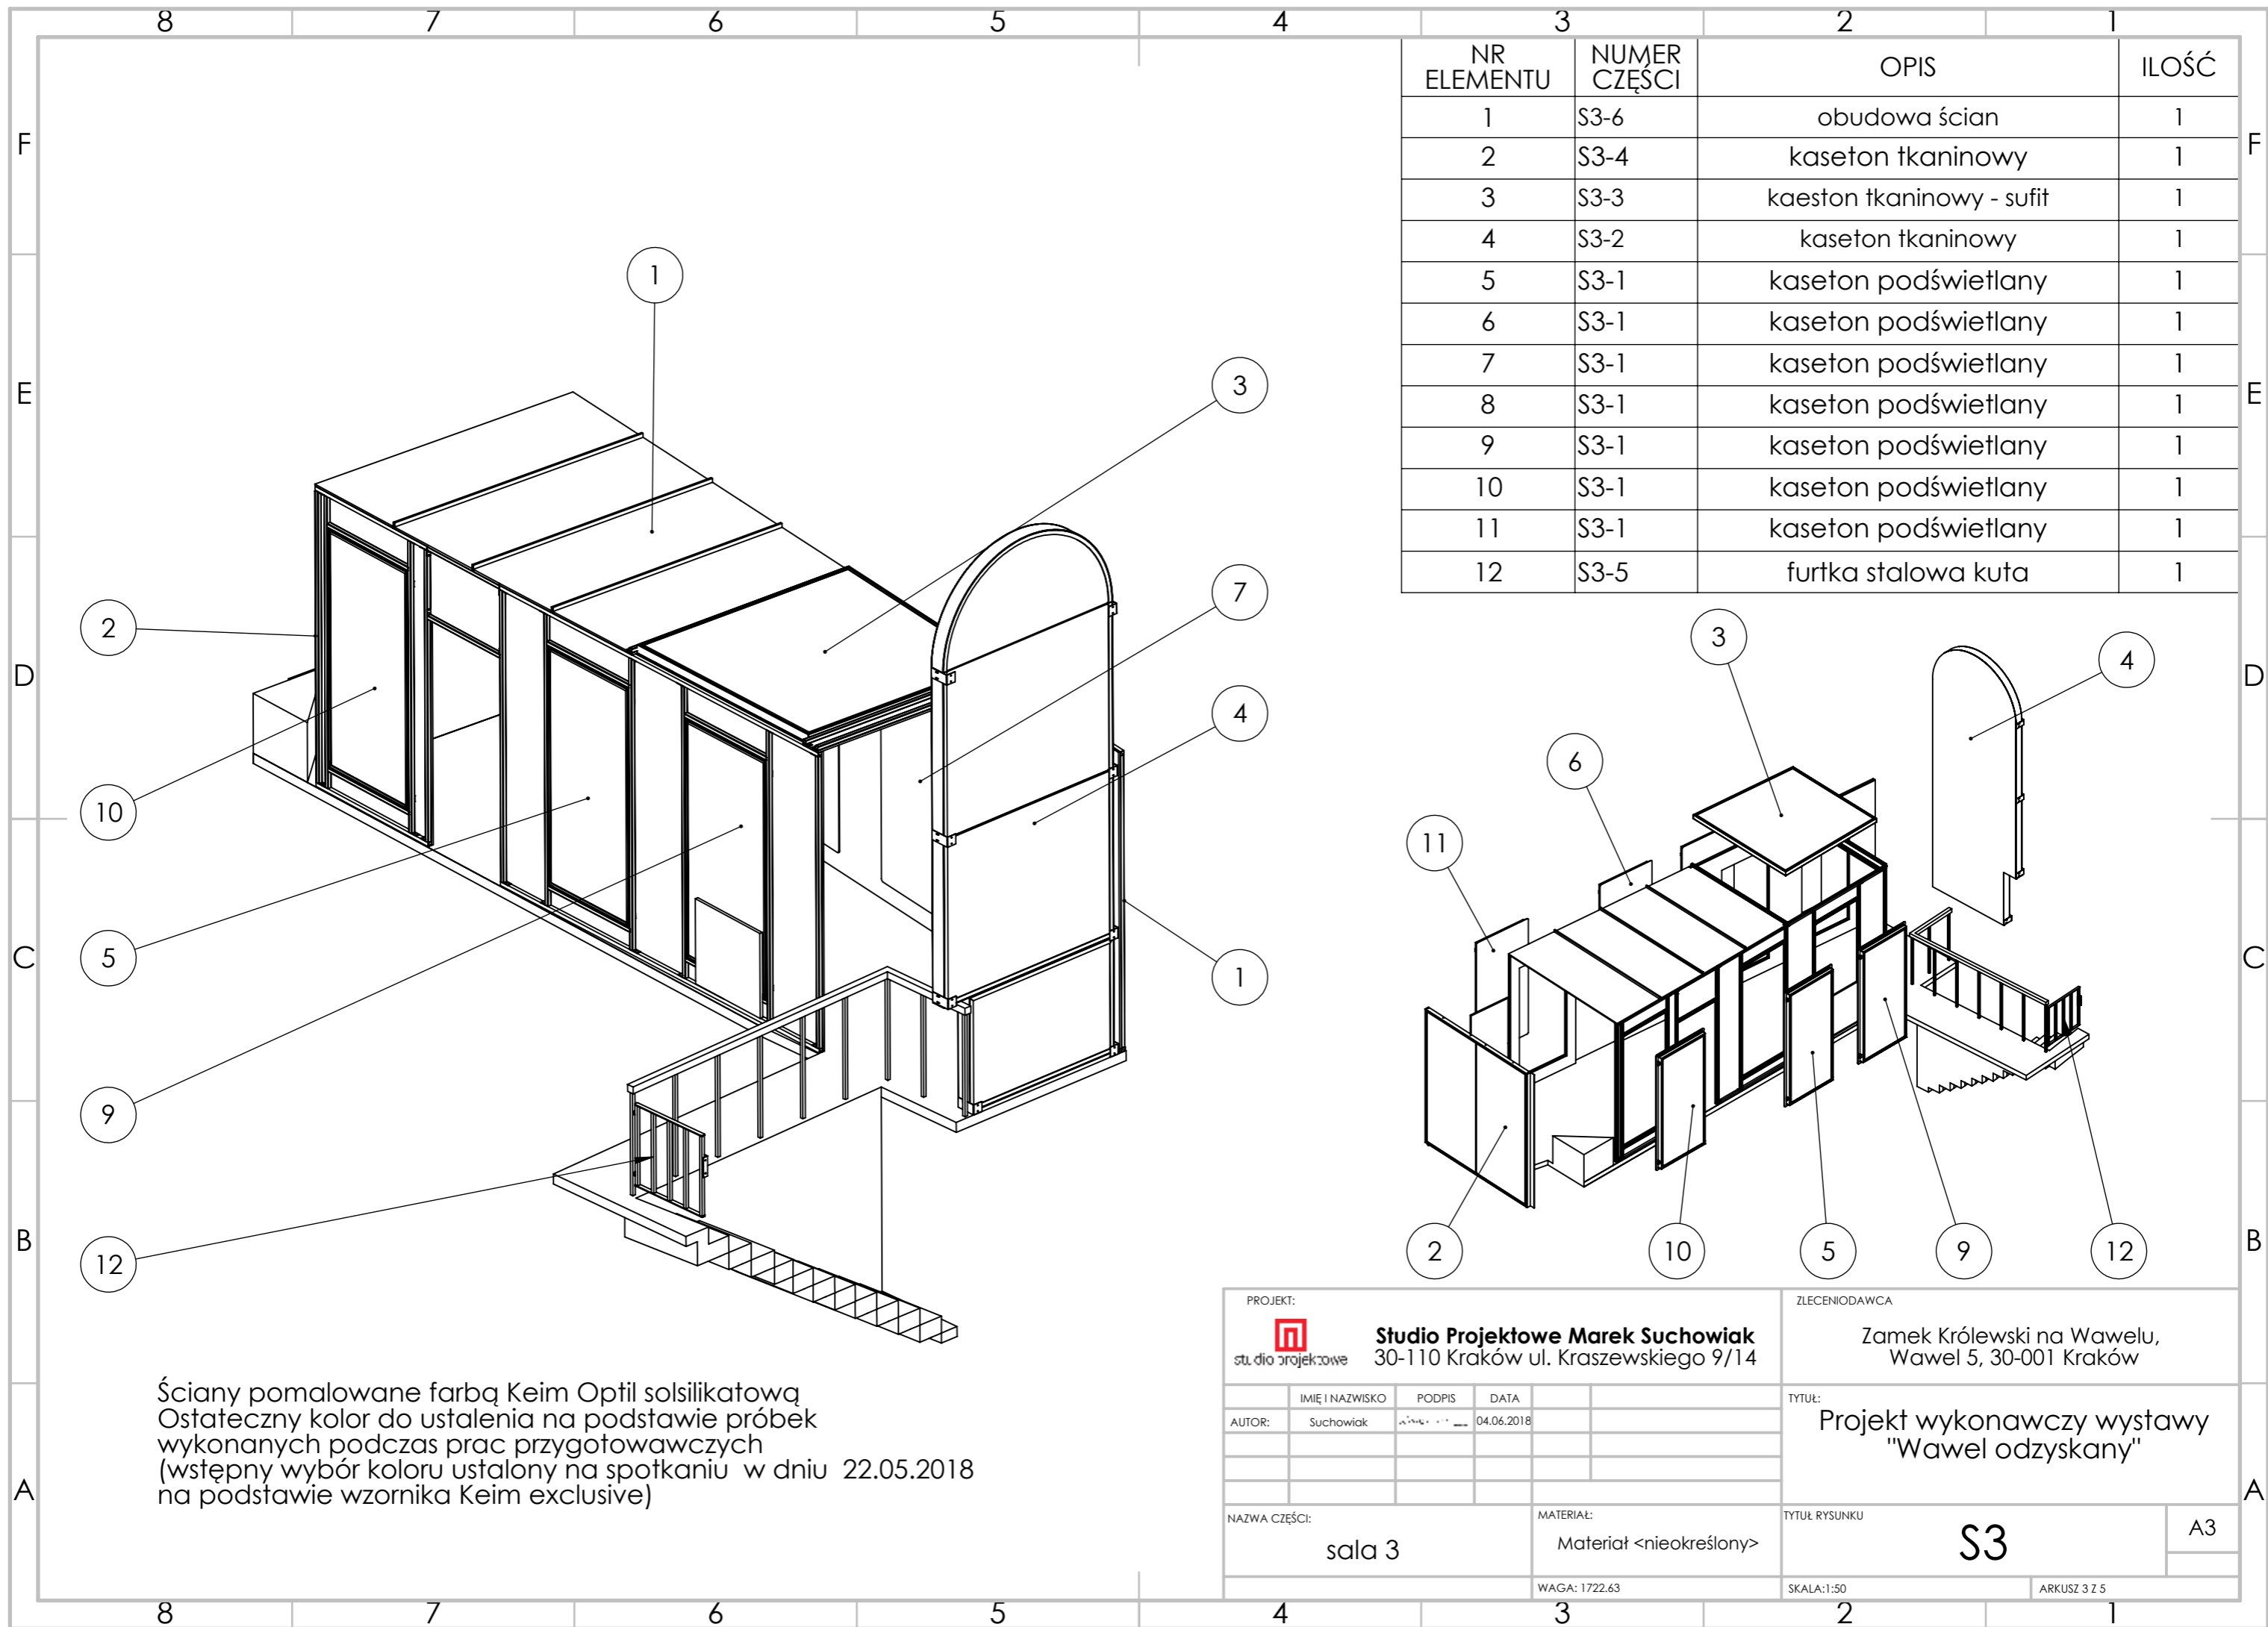 8 7 6 5 4 3 2 1
NR ELEMENTU NUMER CZĘŚCI OPIS ILOŚĆ
1 S3-6 obudowa ścian 1
2 S3-4 kaseton tkaninowy 1
3 S3-3 kaeston tkaninowy - sufit 1
4 S3-2 kaseton tkaninowy 1
5 S3-1 kaseton podświetlany 1
6 S3-1 kaseton podświetlany 1
7 S3-1 kaseton podświetlany 1
8 S3-1 kaseton podświetlany 1
9 S3-1 kaseton podświetlany 1
10 S3-1 kaseton podświetlany 1
11 S3-1 kaseton podświetlany 1
12 S3-5 furtka stalowa kuta 1
F F
E E
D D
C C
B B
A A
1
3
2
7
4
10
5
1
9
12
3
4
6
11
2
10
5
9
12
Ściany pomalowane farbą Keim Optil solsilikatową
Ostateczny kolor do ustalenia na podstawie próbek
wykonanych podczas prac przygotowawczych
(wstępny wybór koloru ustalony na spotkaniu w dniu 22.05.2018
na podstawie wzornika Keim exclusive)
PROJEKT:
studio projektowe
Studio Projektowe Marek Suchowiak
30-110 Kraków ul. Kraszewskiego 9/14
ZLECENIODAWCA
Zamek Królewski na Wawelu,
Wawel 5, 30-001 Kraków
IMIĘ I NAZWISKO PODPIS DATA
AUTOR: Suchowiak 04.06.2018
TYTUŁ:
Projekt wykonawczy wystawy
"Wawel odzyskany"
NAZWA CZĘŚCI:
sala 3
MATERIAŁ:
Materiał <nieokreślony>
TYTUŁ RYSUNKU
S3
A3
WAGA: 1722.63
SKALA:1:50
ARKUSZ 3 Z 5
8 7 6 5 4 3 2 1